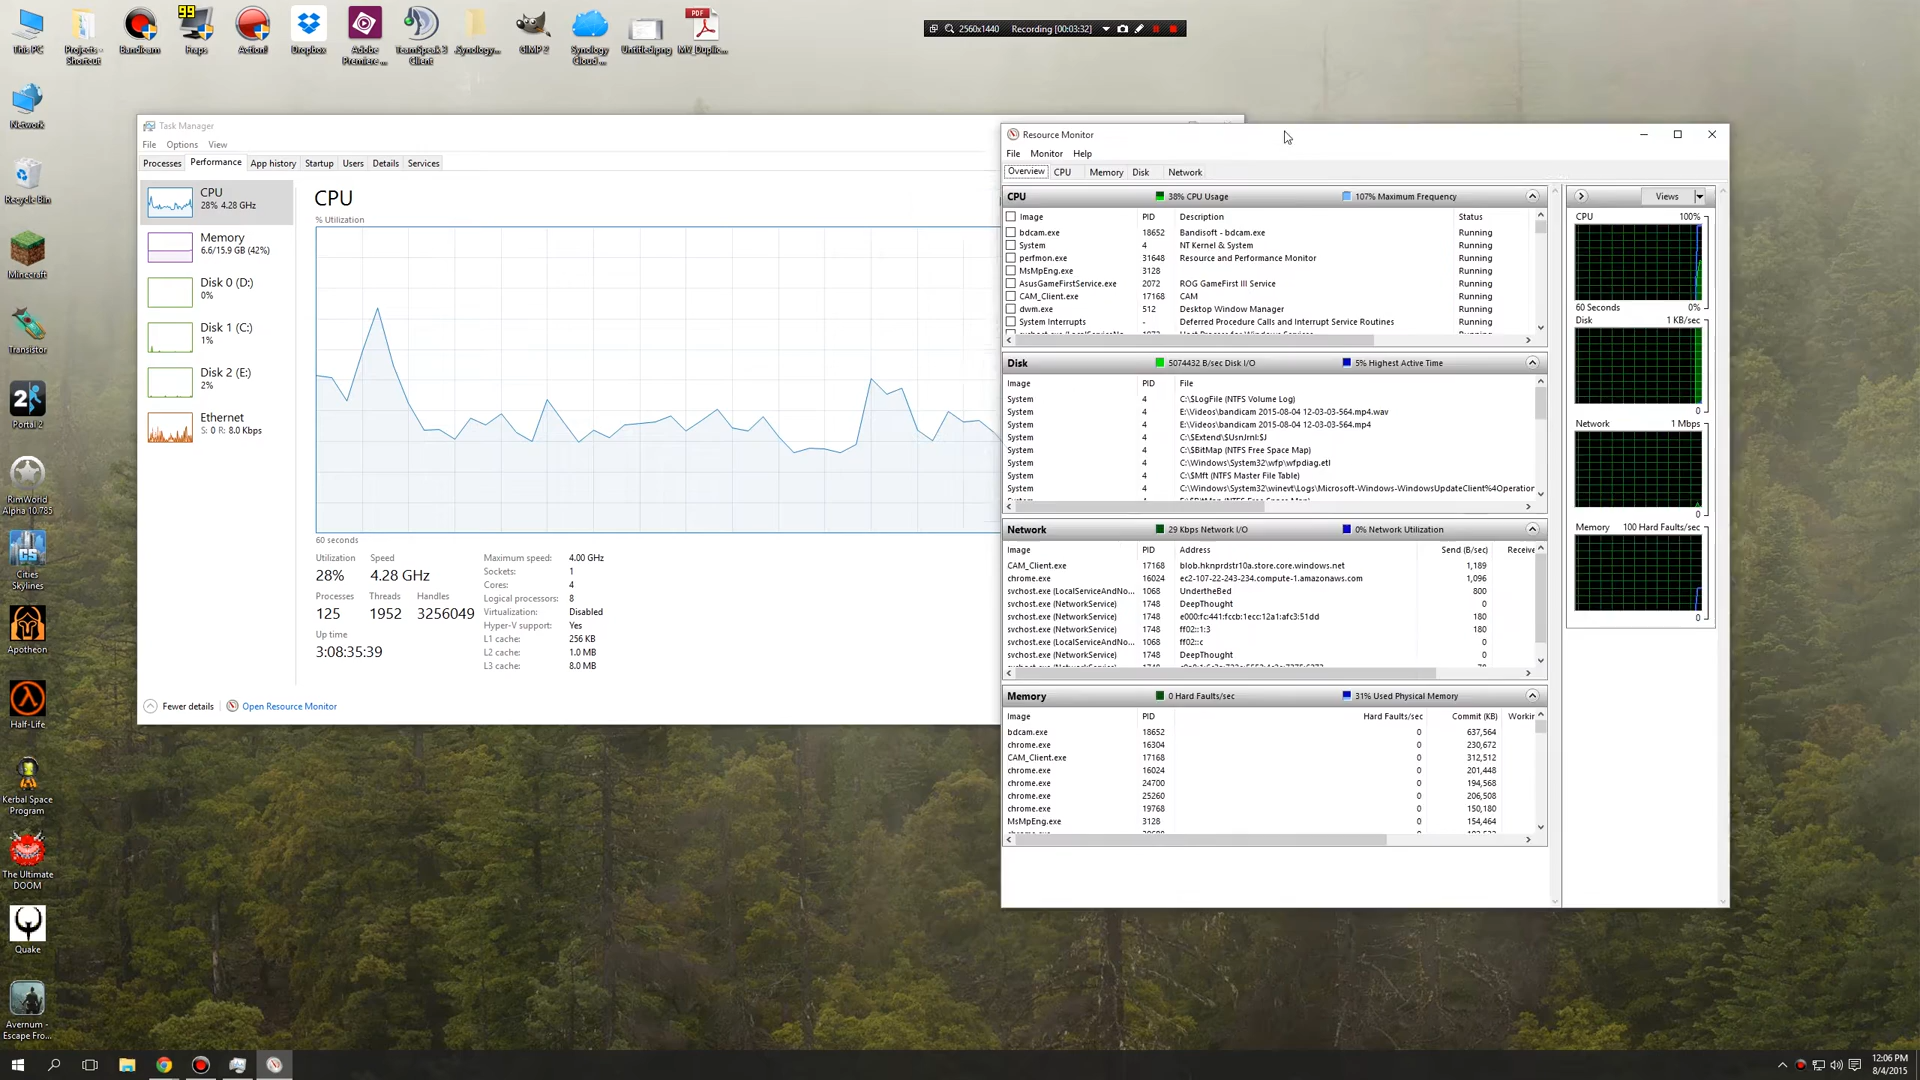 This PC
Projects - Shortcut
Bandicam
99
Fraps
Action!
Dropbox
Adobe Premiere ...
TeamSpeak 3 Client
Synology...
GIMP 2
Synology Cloud ...
Untitled.png
PDF
MV_Duplic...
Network
Recycle Bin
Minecraft
Transistor
Portal 2
RimWorld Alpha 10.785
Cities Skylines
Apotheon
Half-Life
Kerbal Space Program
The Ultimate DOOM
Quake
Avernum - Escape Fro...
2560x1440 Recording [00:03:32]
Task Manager
File Options View
Processes Performance App history Startup Users Details Services
CPU
28% 4.28 GHz
Memory
6.6/15.9 GB (42%)
Disk 0 (D:)
0%
Disk 1 (C:)
1%
Disk 2 (E:)
2%
Ethernet
S: 0 R: 8.0 Kbps
CPU
% Utilization
60 seconds
Utilization Speed
28% 4.28 GHz
Processes Threads Handles
125 1952 3256049
Up time
3:08:35:39
Maximum speed: 4.00 GHz
Sockets: 1
Cores: 4
Logical processors: 8
Virtualization: Disabled
Hyper-V support: Yes
L1 cache: 256 KB
L2 cache: 1.0 MB
L3 cache: 8.0 MB
Fewer details Open Resource Monitor
Resource Monitor
File Monitor Help
Overview CPU Memory Disk Network
CPU 38% CPU Usage 107% Maximum Frequency
Image PID Description Status
bdcam.exe 18652 Bandisoft - bdcam.exe Running
System 4 NT Kernel & System Running
perfmon.exe 31648 Resource and Performance Monitor Running
MsMpEng.exe 3128 Running
AsusGameFirstService.exe 2072 ROG GameFirst III Service Running
CAM_Client.exe 17168 CAM Running
dwm.exe 512 Desktop Window Manager Running
System Interrupts - Deferred Procedure Calls and Interrupt Service Routines Running
Disk 5074432 B/sec Disk I/O 5% Highest Active Time
Image PID File
System 4 C:\$LogFile (NTFS Volume Log)
System 4 E:\Videos\bandicam 2015-08-04 12-03-03-564.mp4.wav
System 4 E:\Videos\bandicam 2015-08-04 12-03-03-564.mp4
System 4 C:\$Extend\$UsnJrnl:$J
System 4 C:\$BitMap (NTFS Free Space Map)
System 4 C:\Windows\System32\wfp\wfpdiag.etl
System 4 C:\$Mft (NTFS Master File Table)
System 4 C:\Windows\System32\winevt\Logs\Microsoft-Windows-WindowsUpdateClient%4Operation
Network 29 Kbps Network I/O 0% Network Utilization
Image PID Address Send (B/sec) Receive
CAM_Client.exe 17168 blob.hknprdstr10a.store.core.windows.net 1,189
chrome.exe 16024 ec2-107-22-243-234.compute-1.amazonaws.com 1,096
svchost.exe (LocalServiceAndNo... 1068 UndertheBed 800
svchost.exe (NetworkService) 1748 DeepThought 0
svchost.exe (NetworkService) 1748 e000:fc:441:fccb:1ecc:12a1:afc3:51dd 180
svchost.exe (NetworkService) 1748 ff02::1:3 180
svchost.exe (LocalServiceAndNo... 1068 ff02::c 0
svchost.exe (NetworkService) 1748 DeepThought 0
Memory 0 Hard Faults/sec 31% Used Physical Memory
Image PID Hard Faults/sec Commit (KB) Workin
bdcam.exe 18652 0 637,564
chrome.exe 16304 0 230,672
CAM_Client.exe 17168 0 312,512
chrome.exe 16024 0 201,448
chrome.exe 24700 0 194,568
chrome.exe 25260 0 206,508
chrome.exe 19768 0 150,180
MsMpEng.exe 3128 0 154,464
Views
CPU 100%
60 Seconds 0%
Disk 1 KB/sec
0
Network 1 Mbps
0
Memory 100 Hard Faults/sec
0
12:06 PM
8/4/2015